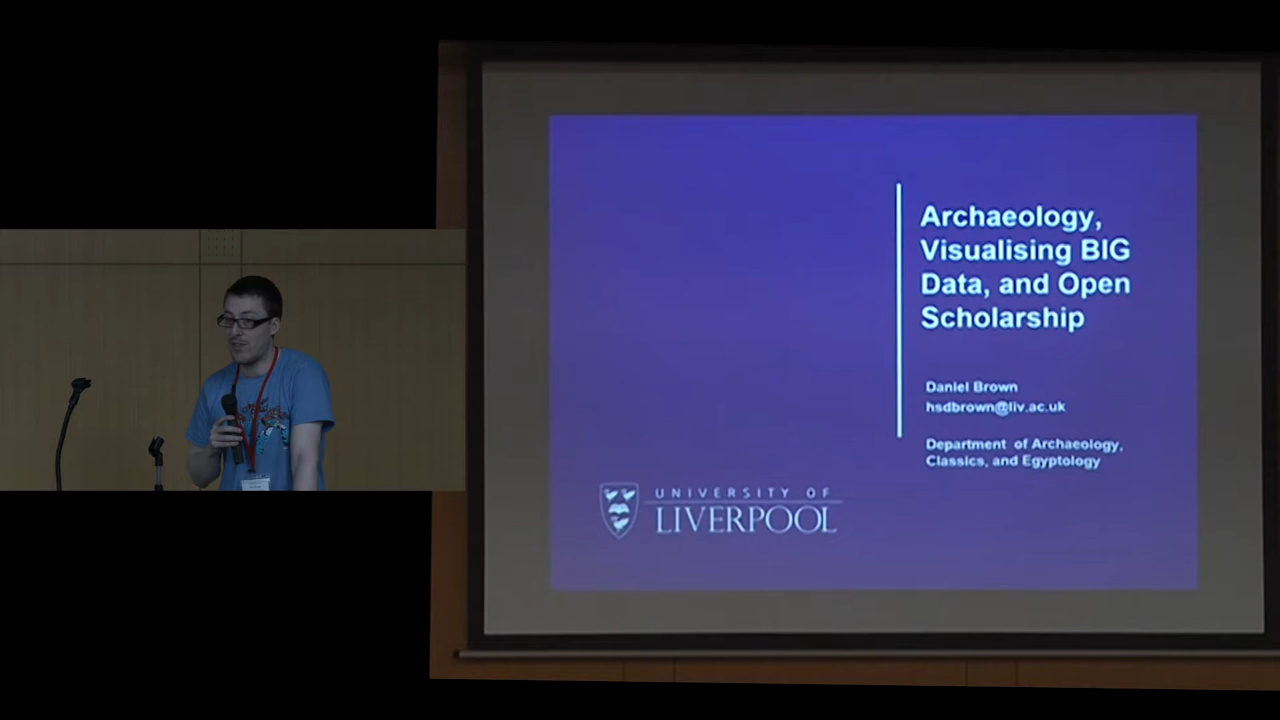 Archaeology,
Visualising BIG
Data, and Open
Scholarship
Daniel Brown
hsdbrown@liv.ac.uk
Department of Archaeology,
Classics, and Egyptology
UNIVERSITY OF
LIVERPOOL